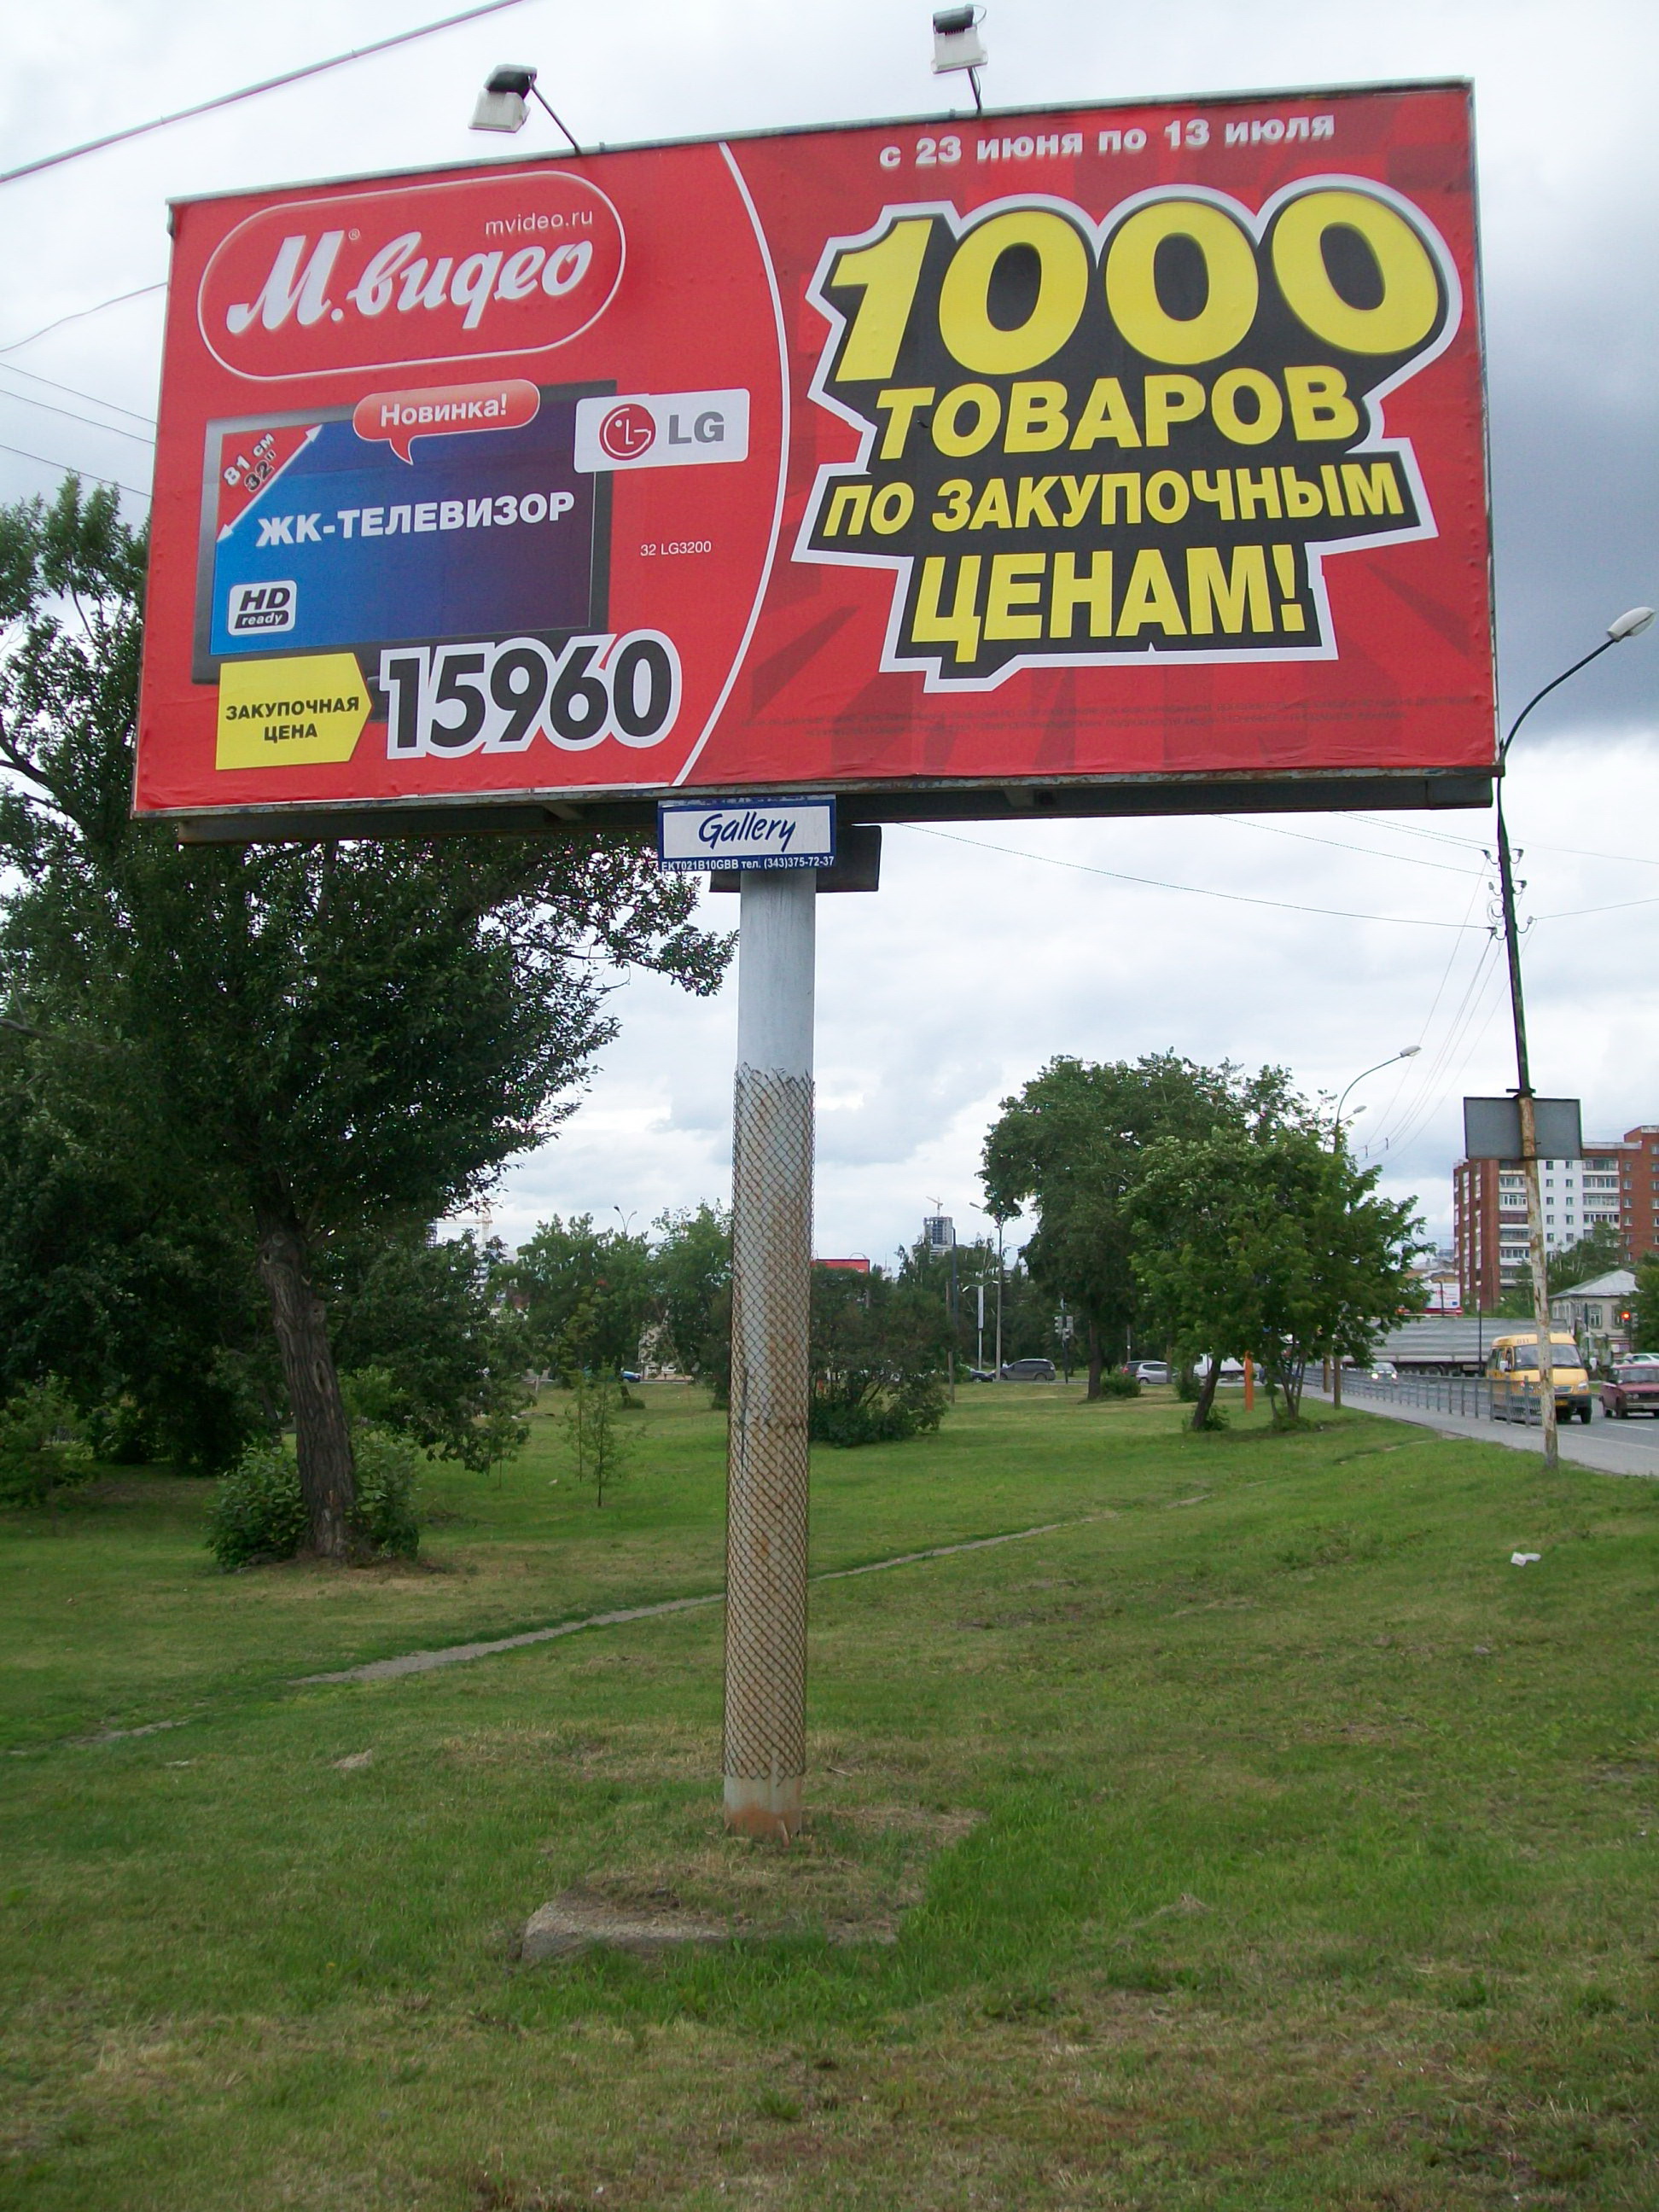 mvideo.ru
М.видео®
Новинка!
LG
81 см
32"
ЖК-ТЕЛЕВИЗОР
32 LG3200
HD
ready
ЗАКУПОЧНАЯ
ЦЕНА
15960
с 23 июня по 13 июля
1000
ТОВАРОВ
ПО ЗАКУПОЧНЫМ
ЦЕНАМ!
Gallery
EKT021B10GBB тел. (343)375-72-37